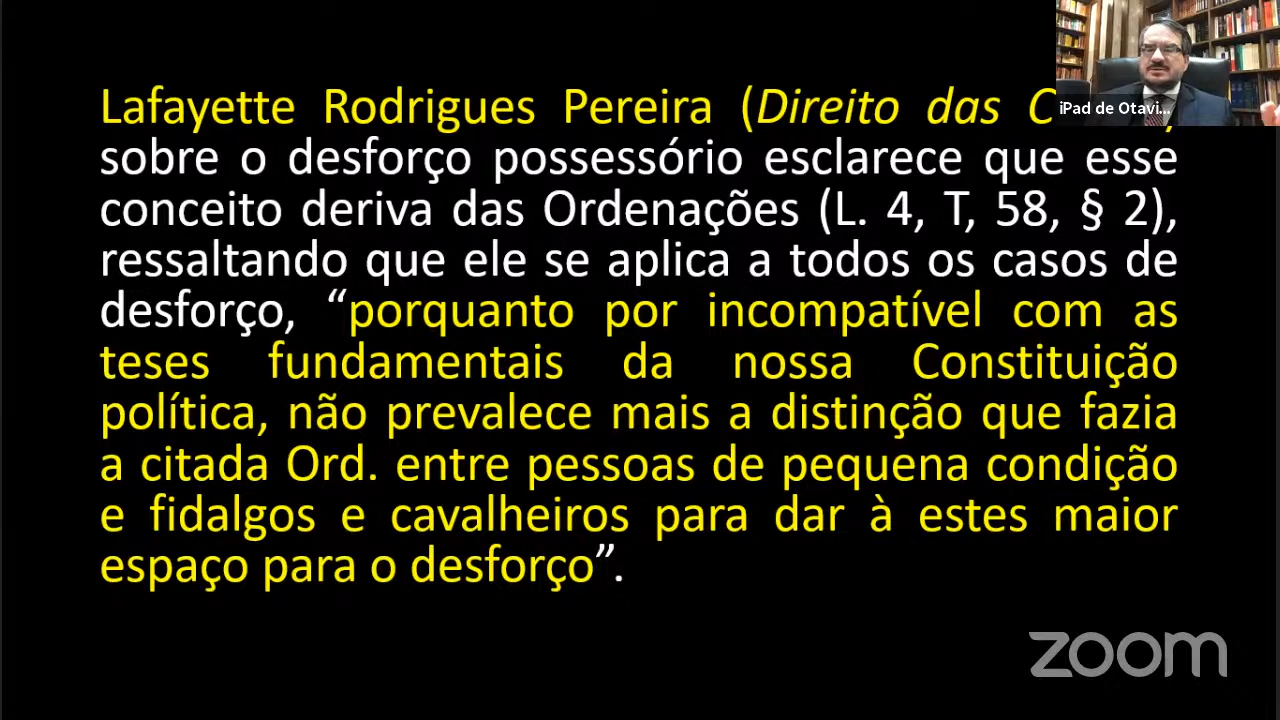 Lafayette Rodrigues Pereira (Direito das
sobre o desforço possessório esclarece que esse
conceito deriva das Ordenações (L. 4, T, 58, § 2),
ressaltando que ele se aplica a todos os casos de
desforço, “porquanto por incompatível com as
teses fundamentais da nossa Constituição
política, não prevalece mais a distinção que fazia
a citada Ord. entre pessoas de pequena condição
e fidalgos e cavalheiros para dar à estes maior
espaço para o desforço”.
iPad de Otavi...
zoom